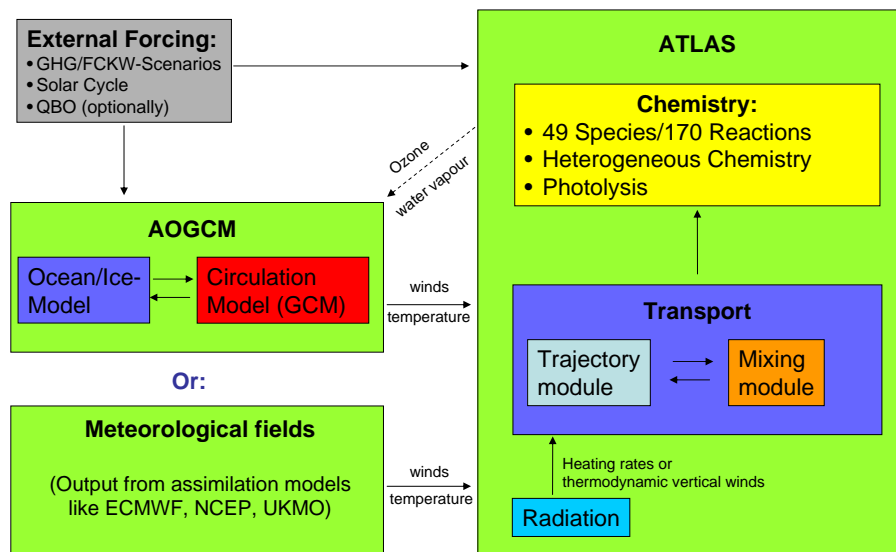 External Forcing:
• GHG/FCKW-Scenarios
• Solar Cycle
• QBO (optionally)
ATLAS
Chemistry:
• 49 Species/170 Reactions
• Heterogeneous Chemistry
• Photolysis
Ozone
water vapour
AOGCM
Ocean/Ice-
Model
Circulation
Model (GCM)
winds
temperature
Transport
Trajectory
module
Mixing
module
Or:
Meteorological fields
(Output from assimilation models
like ECMWF, NCEP, UKMO)
winds
temperature
Heating rates or
thermodynamic vertical winds
Radiation